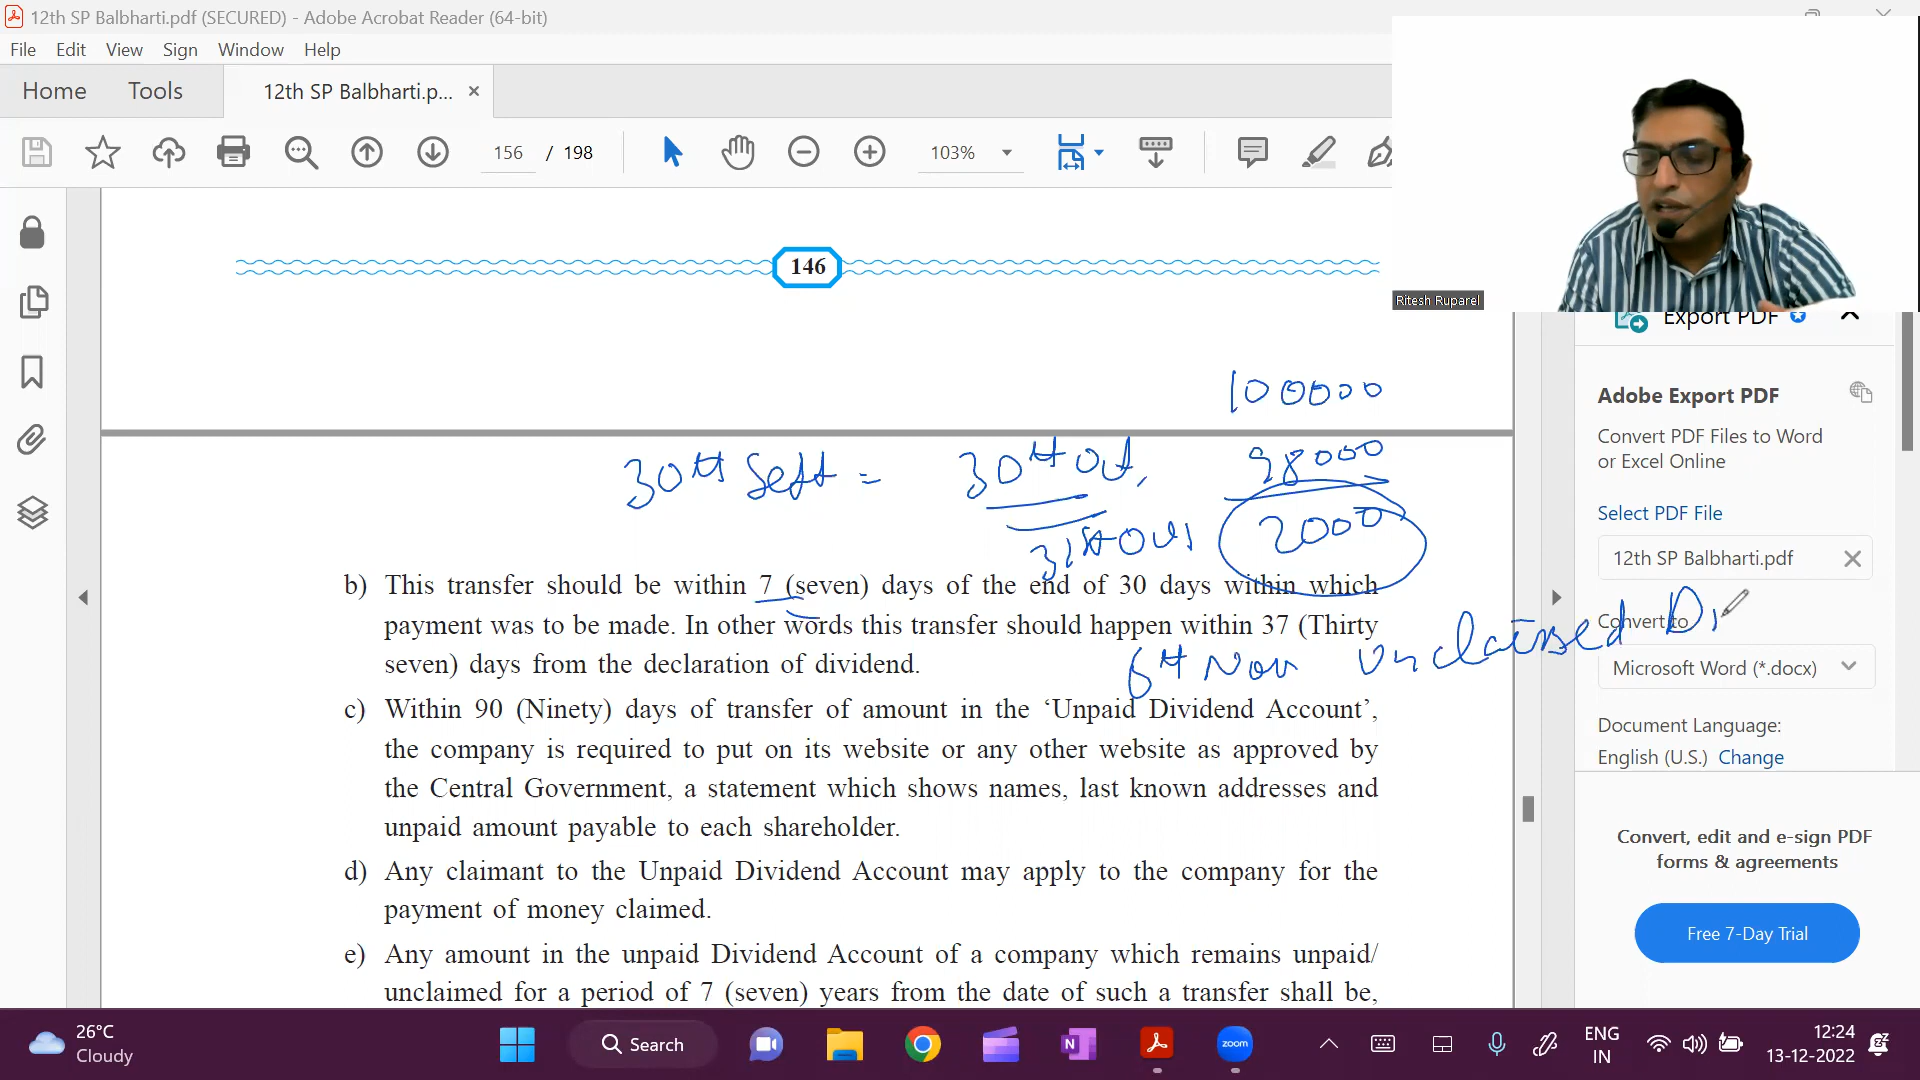 12th SP Balbharti.pdf (SECURED) - Adobe Acrobat Reader (64-bit)
File Edit View Sign Window Help
Home Tools 12th SP Balbharti.p... ×
156 / 198 103%
146
Ritesh Ruparel
Export PDF
Adobe Export PDF
Convert PDF Files to Word
or Excel Online
Select PDF File
12th SP Balbharti.pdf
Convert to
Microsoft Word (*.docx)
Document Language:
English (U.S.) Change
Convert, edit and e-sign PDF
forms & agreements
Free 7-Day Trial
100000
30th Sept = 30th Oct, 98000
31st Oct 2000
b) This transfer should be within 7 (seven) days of the end of 30 days within which
payment was to be made. In other words this transfer should happen within 37 (Thirty
seven) days from the declaration of dividend.
6th Nov Unclaimed Di
c) Within 90 (Ninety) days of transfer of amount in the ‘Unpaid Dividend Account’,
the company is required to put on its website or any other website as approved by
the Central Government, a statement which shows names, last known addresses and
unpaid amount payable to each shareholder.
d) Any claimant to the Unpaid Dividend Account may apply to the company for the
payment of money claimed.
e) Any amount in the unpaid Dividend Account of a company which remains unpaid/
unclaimed for a period of 7 (seven) years from the date of such a transfer shall be,
26°C
Cloudy
Search
zoom
ENG
IN
12:24
13-12-2022